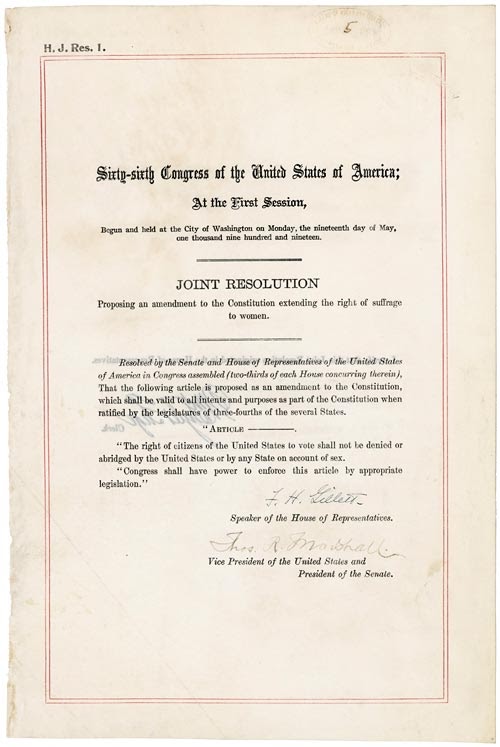 5
H. J. Res. 1.
Sixty-sixth Congress of the United States of America;
At the First Session,
Begun and held at the City of Washington on Monday, the nineteenth day of May,
one thousand nine hundred and nineteen.
JOINT RESOLUTION
Proposing an amendment to the Constitution extending the right of suffrage
to women.
Resolved by the Senate and House of Representatives of the United States
of America in Congress assembled (two-thirds of each House concurring therein),
That the following article is proposed as an amendment to the Constitution,
which shall be valid to all intents and purposes as part of the Constitution when
ratified by the legislatures of three-fourths of the several States.
"ARTICLE ———.
"The right of citizens of the United States to vote shall not be denied or
abridged by the United States or by any State on account of sex.
"Congress shall have power to enforce this article by appropriate
legislation."
F. H. Gillett
Speaker of the House of Representatives.
Thos. R. Marshall.
Vice President of the United States and
President of the Senate.